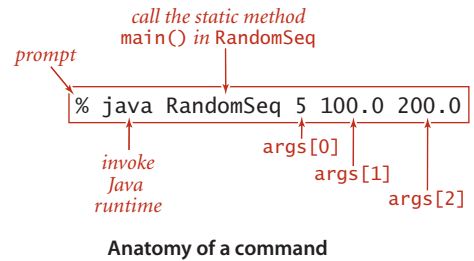 call the static method
main() in RandomSeq
prompt
% java RandomSeq 5 100.0 200.0
invoke
Java
runtime
args[0]
args[1]
args[2]
Anatomy of a command